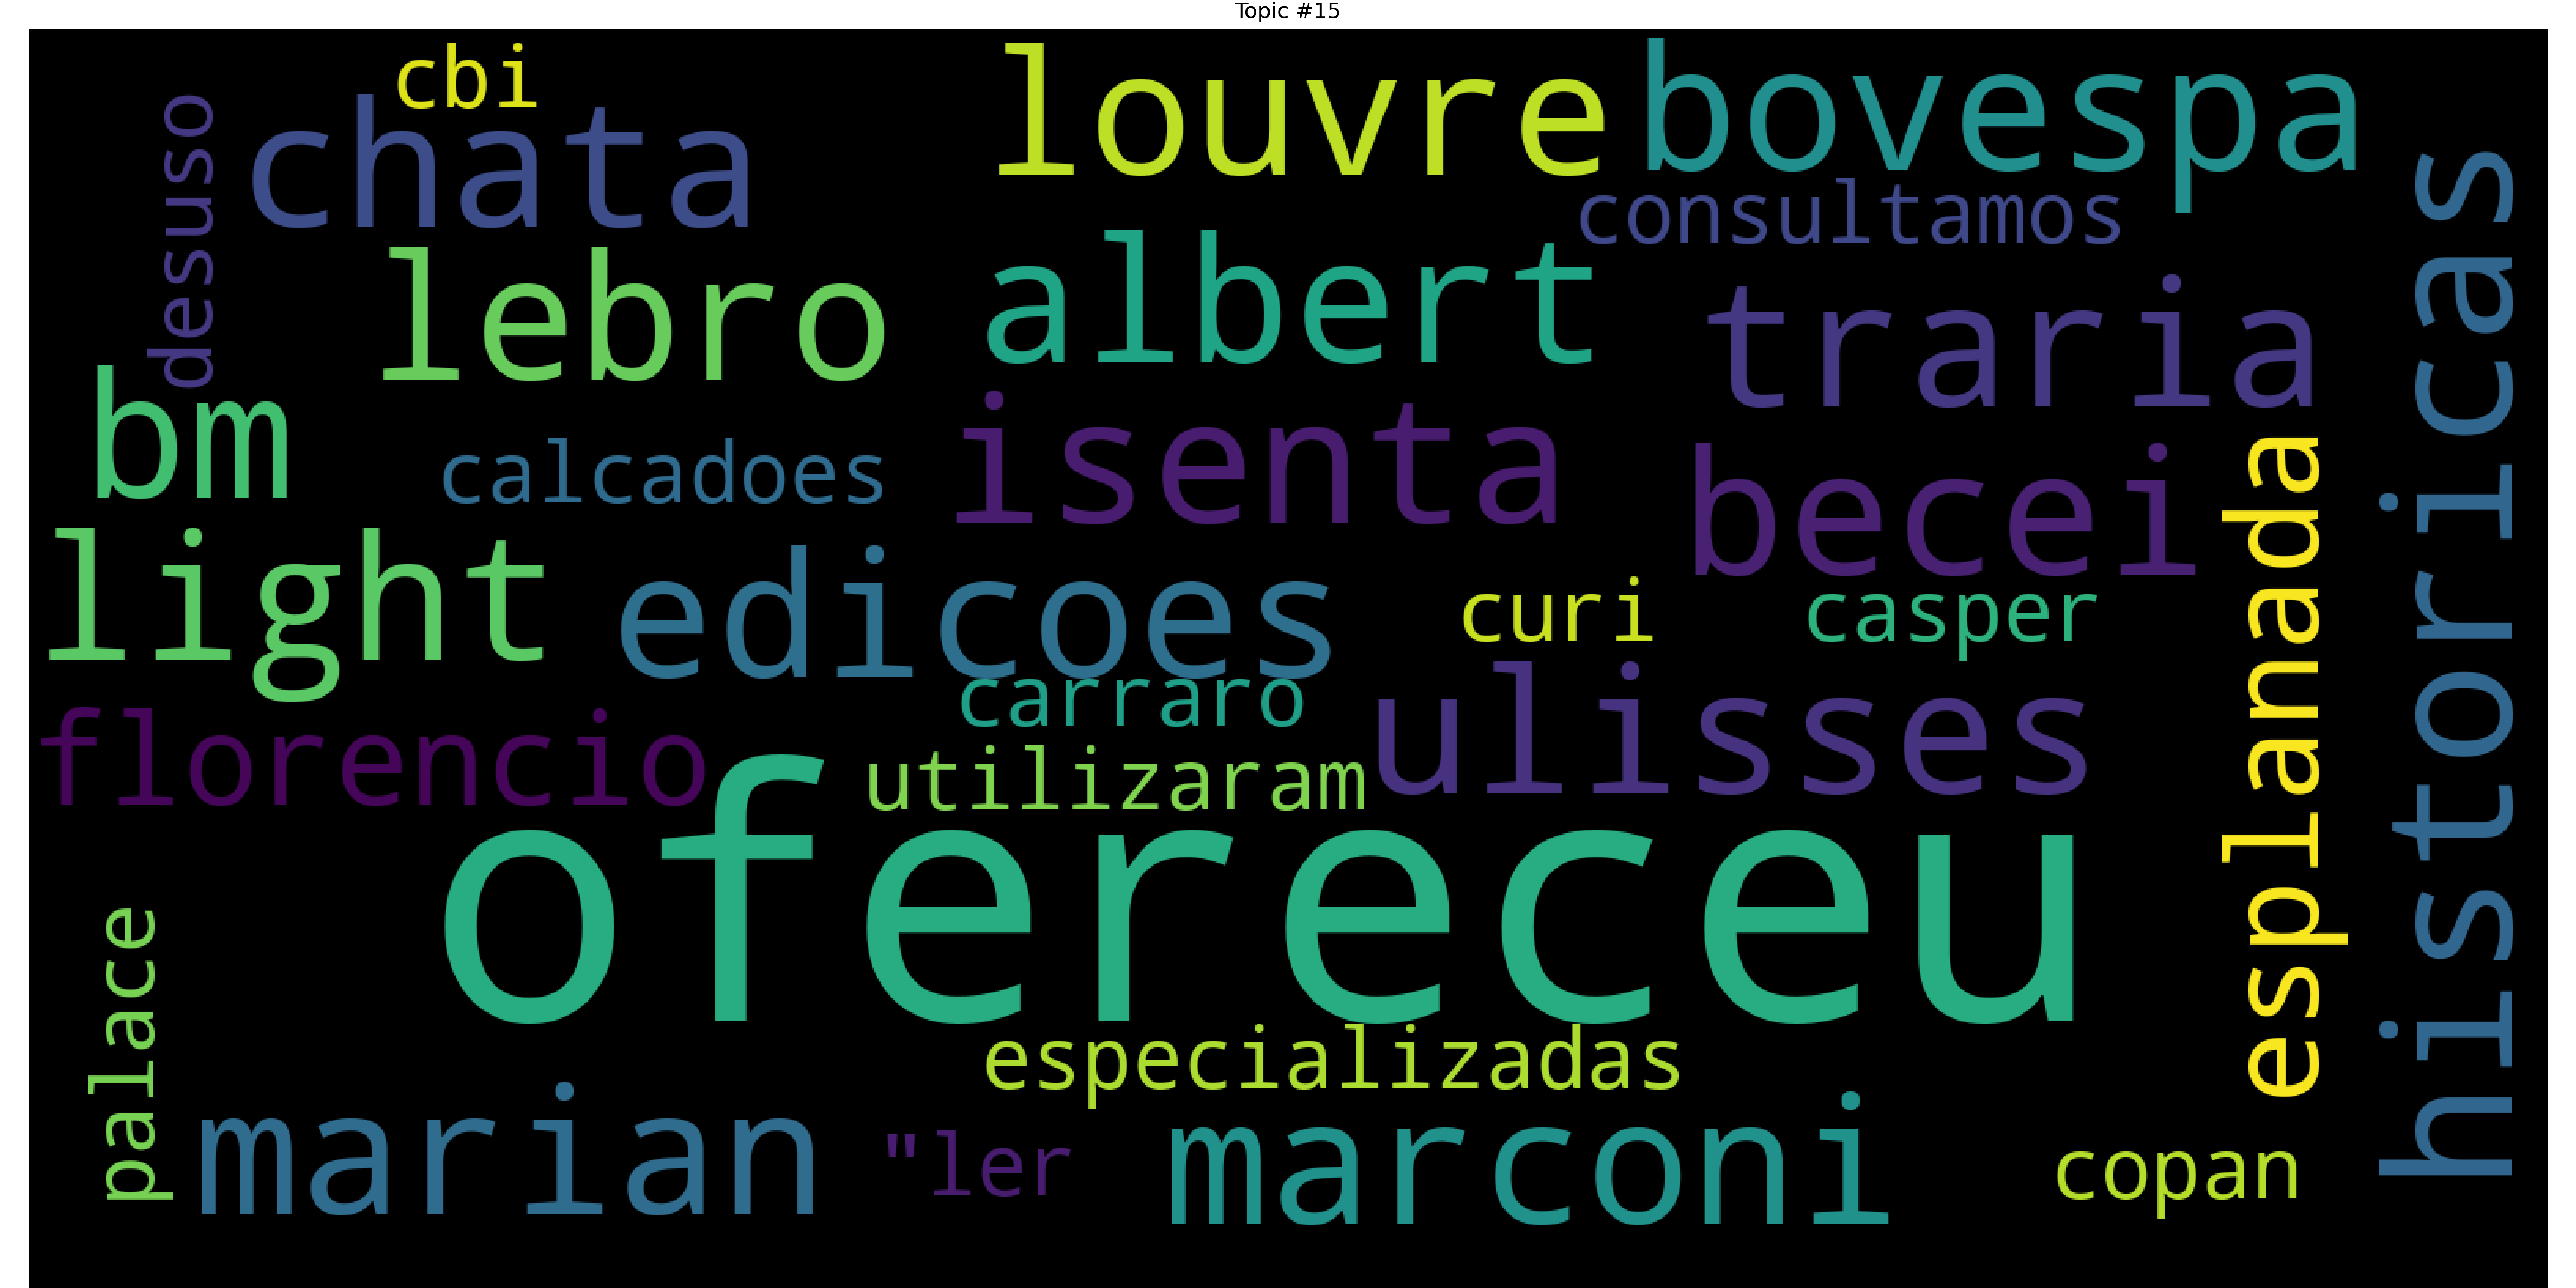 Topic #15
cbi
louvre
bovespa
desuso
chata
consultamos
lebro
albert
traria
historicas
bm
calcadoes
isenta
becei
esplanada
light
edicoes
curi
casper
carraro
ulisses
florencio
utilizaram
ofereceu
palace
especializadas
marian
"ler
marconi
copan